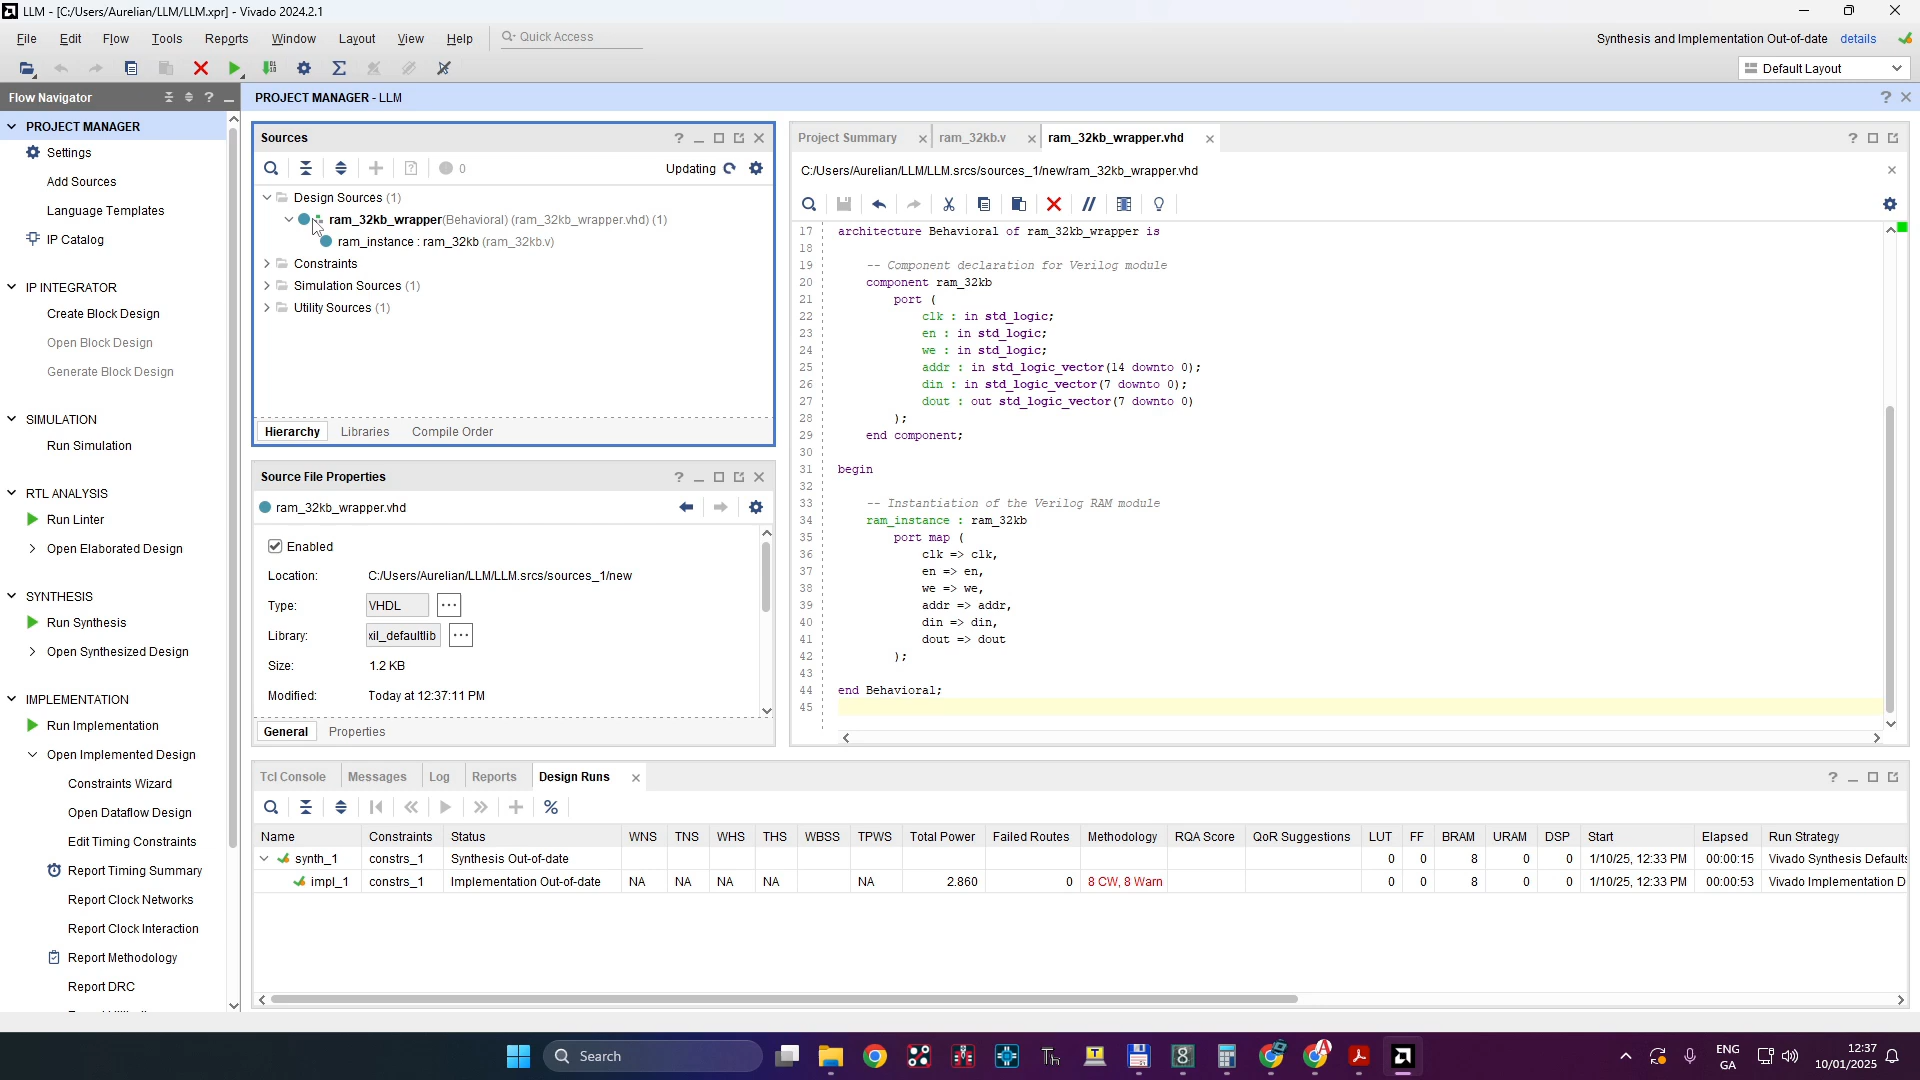 LLM - [C:/Users/Aurelian/LLM/LLM.xpr] - Vivado 2024.2.1
File Edit Flow Tools Reports Window Layout View Help Quick Access
Synthesis and Implementation Out-of-date details
Default Layout
Flow Navigator
PROJECT MANAGER
Settings
Add Sources
Language Templates
IP Catalog
IP INTEGRATOR
Create Block Design
Open Block Design
Generate Block Design
SIMULATION
Run Simulation
RTL ANALYSIS
Run Linter
Open Elaborated Design
SYNTHESIS
Run Synthesis
Open Synthesized Design
IMPLEMENTATION
Run Implementation
Open Implemented Design
Constraints Wizard
Open Dataflow Design
Edit Timing Constraints
Report Timing Summary
Report Clock Networks
Report Clock Interaction
Report Methodology
Report DRC
PROJECT MANAGER - LLM
Sources
0 Updating
Design Sources (1)
ram_32kb_wrapper(Behavioral) (ram_32kb_wrapper.vhd) (1)
ram_instance : ram_32kb (ram_32kb.v)
Constraints
Simulation Sources (1)
Utility Sources (1)
Hierarchy Libraries Compile Order
Source File Properties
ram_32kb_wrapper.vhd
Enabled
Location: C:/Users/Aurelian/LLM/LLM.srcs/sources_1/new
Type: VHDL
Library: xil_defaultlib
Size: 1.2 KB
Modified: Today at 12:37:11 PM
General Properties
Project Summary ram_32kb.v ram_32kb_wrapper.vhd
C:/Users/Aurelian/LLM/LLM.srcs/sources_1/new/ram_32kb_wrapper.vhd
17 architecture Behavioral of ram_32kb_wrapper is
18
19 -- Component declaration for Verilog module
20 component ram_32kb
21 port (
22 clk : in std_logic;
23 en : in std_logic;
24 we : in std_logic;
25 addr : in std_logic_vector(14 downto 0);
26 din : in std_logic_vector(7 downto 0);
27 dout : out std_logic_vector(7 downto 0)
28 );
29 end component;
30
31 begin
32
33 -- Instantiation of the Verilog RAM module
34 ram_instance : ram_32kb
35 port map (
36 clk => clk,
37 en => en,
38 we => we,
39 addr => addr,
40 din => din,
41 dout => dout
42 );
43
44 end Behavioral;
45
Tcl Console Messages Log Reports Design Runs
Name Constraints Status WNS TNS WHS THS WBSS TPWS Total Power Failed Routes Methodology RQA Score QoR Suggestions LUT FF BRAM URAM DSP Start Elapsed Run Strategy
synth_1 constrs_1 Synthesis Out-of-date 0 0 8 0 0 1/10/25, 12:33 PM 00:00:15 Vivado Synthesis Defaults
impl_1 constrs_1 Implementation Out-of-date NA NA NA NA NA 2.860 0 8 CW, 8 Warn 0 0 8 0 0 1/10/25, 12:33 PM 00:00:53 Vivado Implementation D
Search
ENG
GA
12:37
10/01/2025